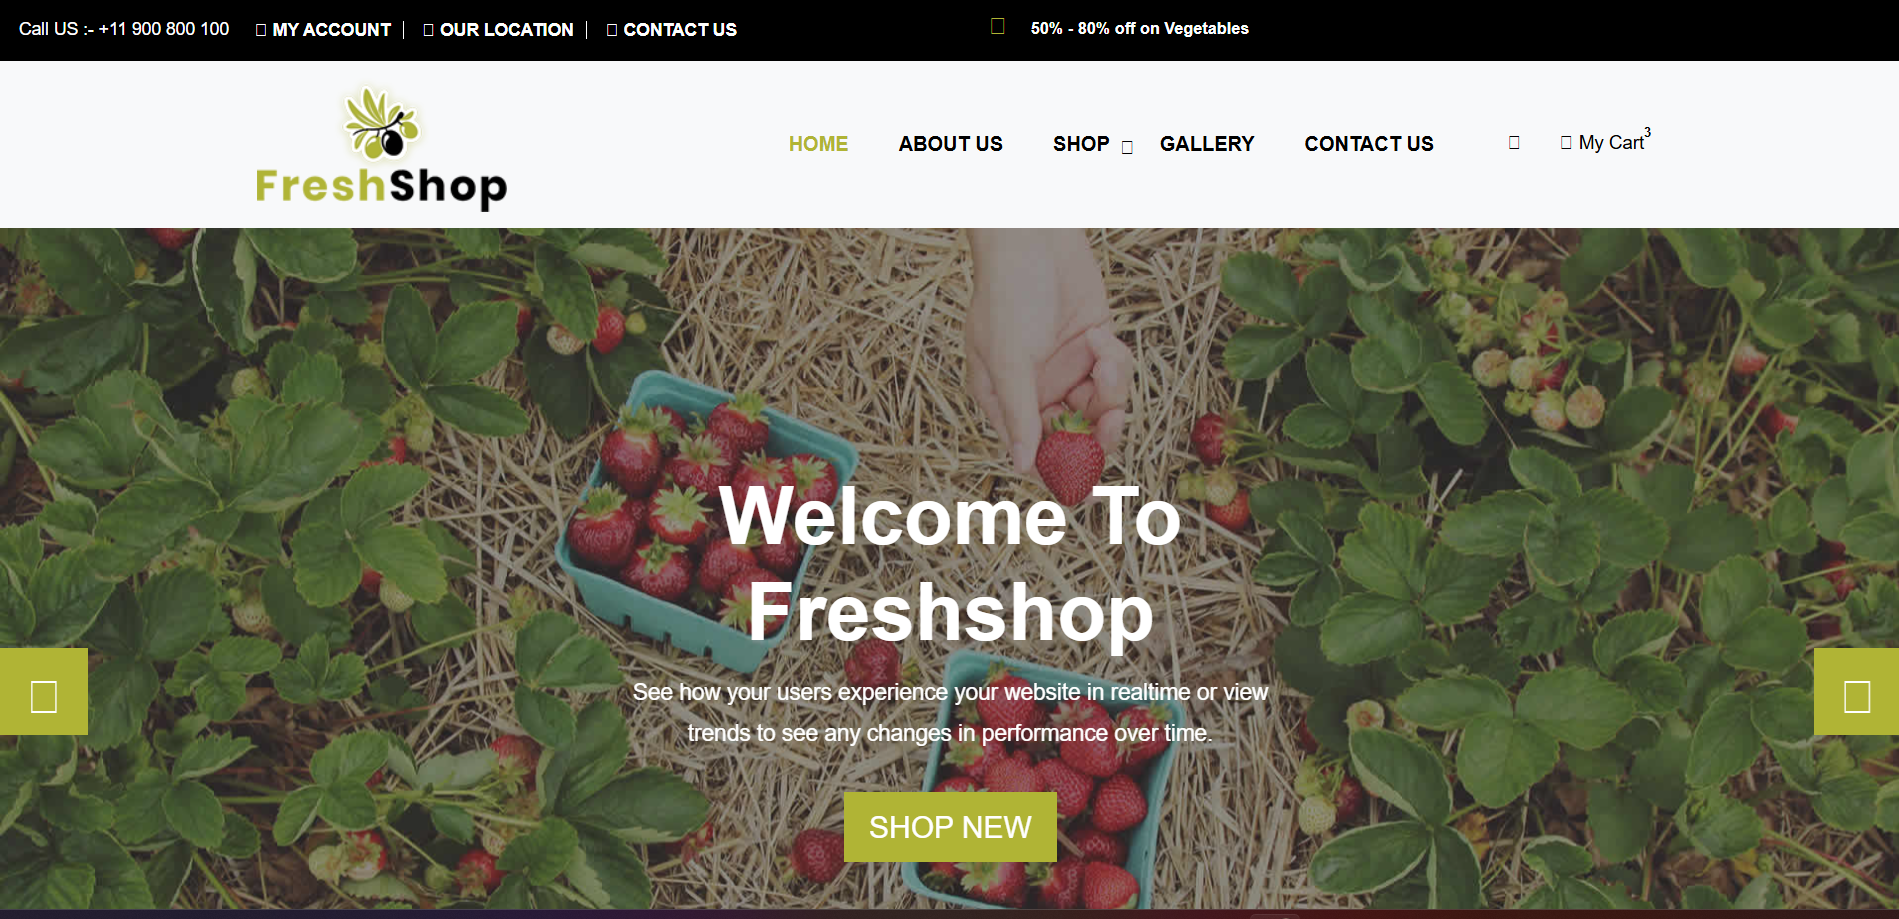 Call US :- +11 900 800 100
MY ACCOUNT
OUR LOCATION
CONTACT US
50% - 80% off on Vegetables
FreshShop
HOME
ABOUT US
SHOP
GALLERY
CONTACT US
My Cart3
Welcome To
Freshshop
See how your users experience your website in realtime or view
trends to see any changes in performance over time.
SHOP NEW